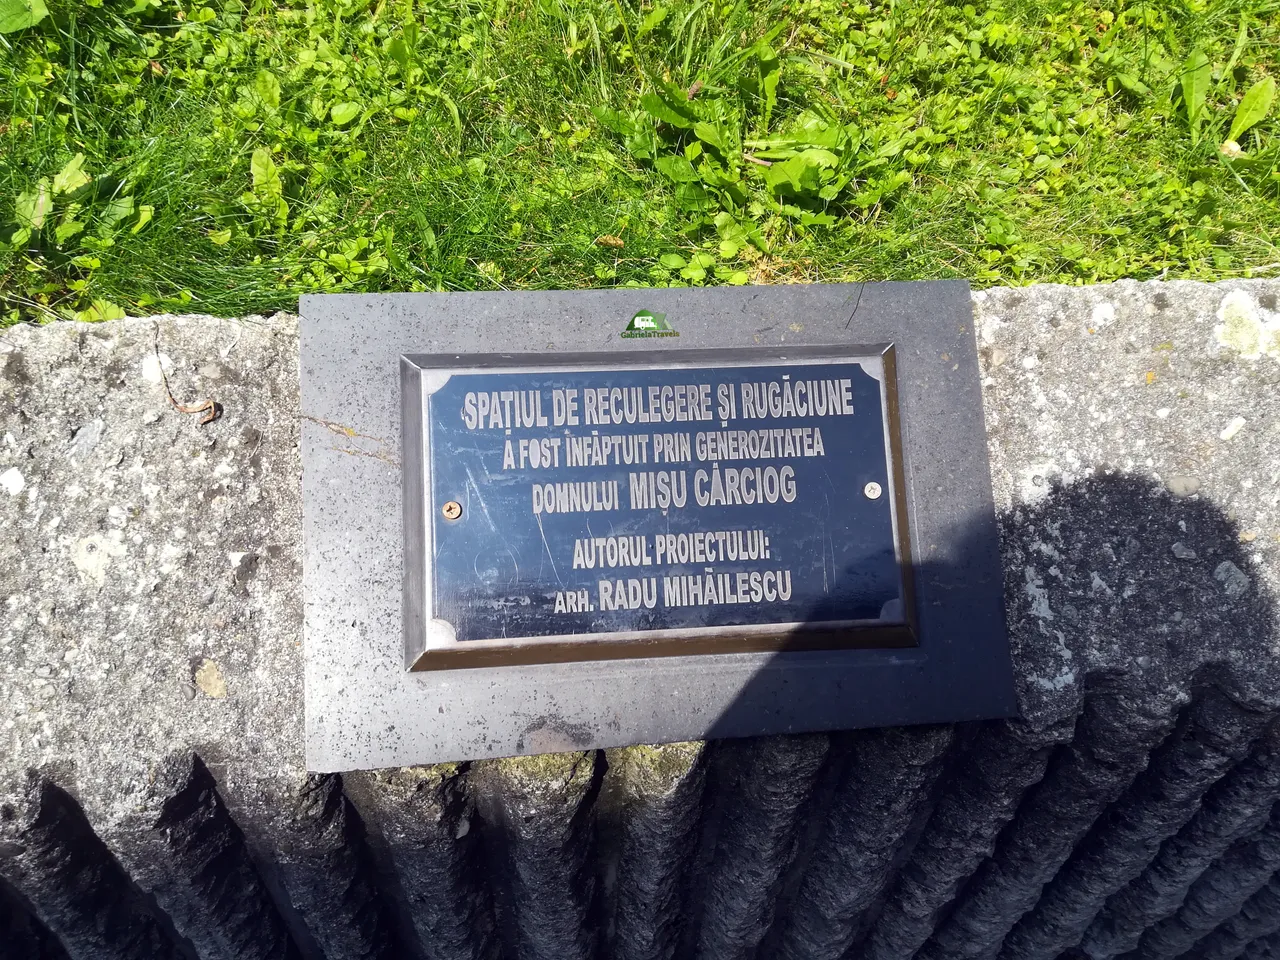 GabrielaTravels
SPAȚIUL DE RECULEGERE ȘI RUGĂCIUNE
A FOST ÎNFĂPTUIT PRIN GENEROZITATEA
DOMNULUI MIȘU CÂRCIOG
AUTORUL PROIECTULUI:
ARH. RADU MIHĂILESCU